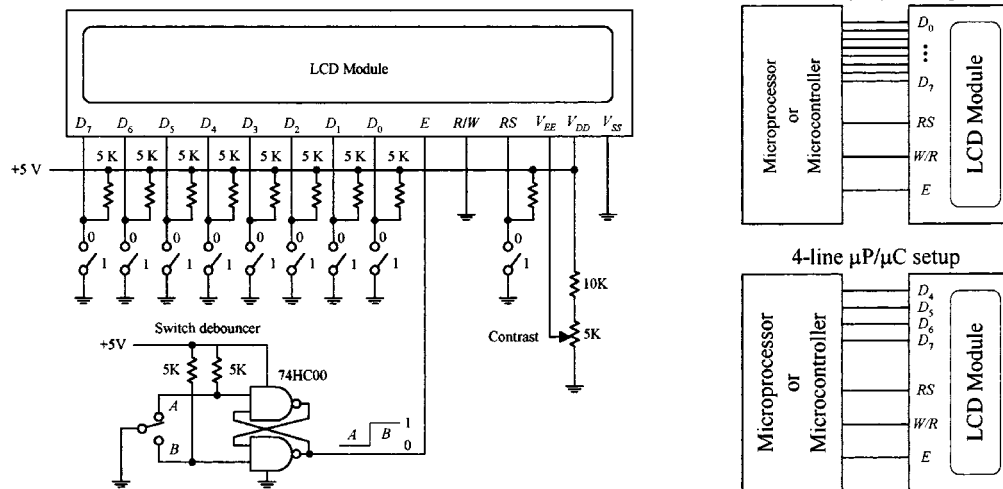 LCD Module
D7 D6 D5 D4 D3 D2 D1 D0 E R/W RS VEE VDD VSS
5 K 5 K 5 K 5 K 5 K 5 K 5 K 5 K 5 K
+5 V
0 0 0 0 0 0 0 0 0
1 1 1 1 1 1 1 1 1
10K
Contrast
5K
Switch debouncer
+5V
5K
5K
74HC00
A
B
A B
1
0
Microprocessor
or
Microcontroller
D0
...
D7
RS
W/R
E
LCD Module
4-line μP/μC setup
Microprocessor
or
Microcontroller
D4
D5
D6
D7
RS
W/R
E
LCD Module